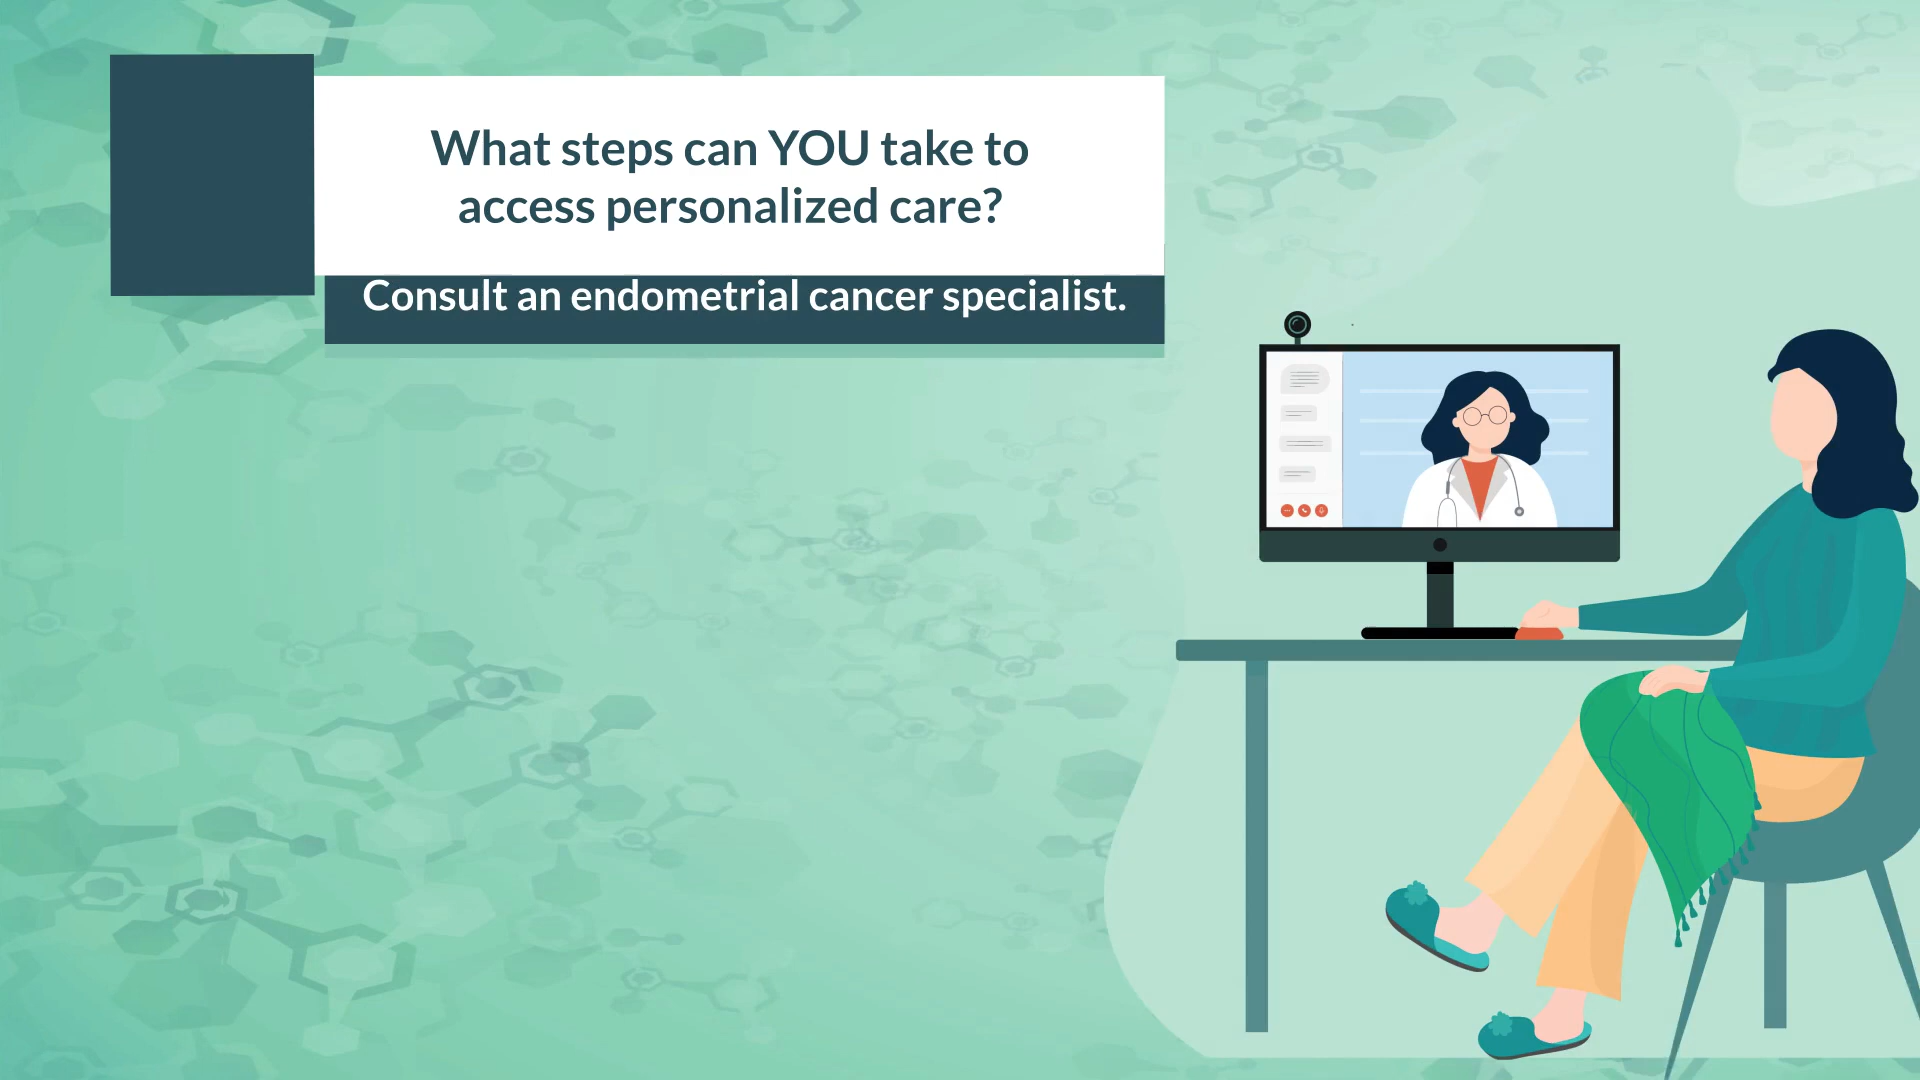 What steps can YOU take to
access personalized care?
Consult an endometrial cancer specialist.